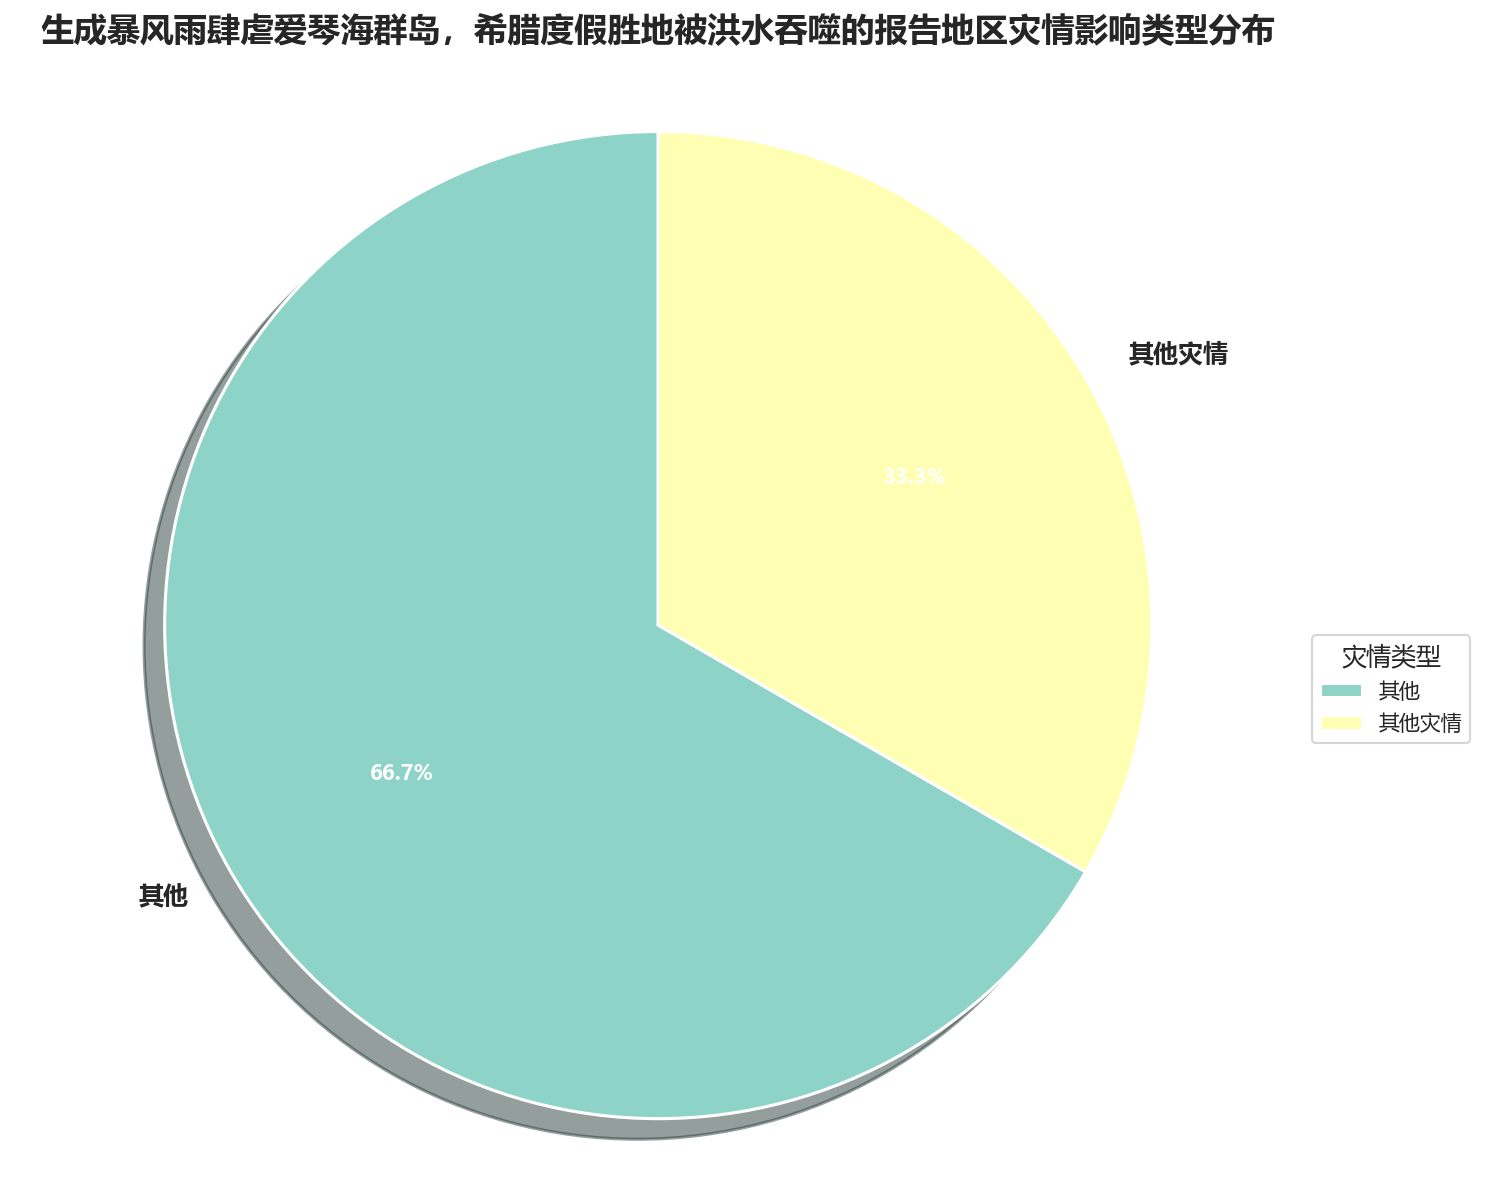 生成暴风雨肆虐爱琴海群岛，希腊度假胜地被洪水吞噬的报告地区灾情影响类型分布
其他灾情
33.3%
灾情类型
其他
其他灾情
66.7%
其他